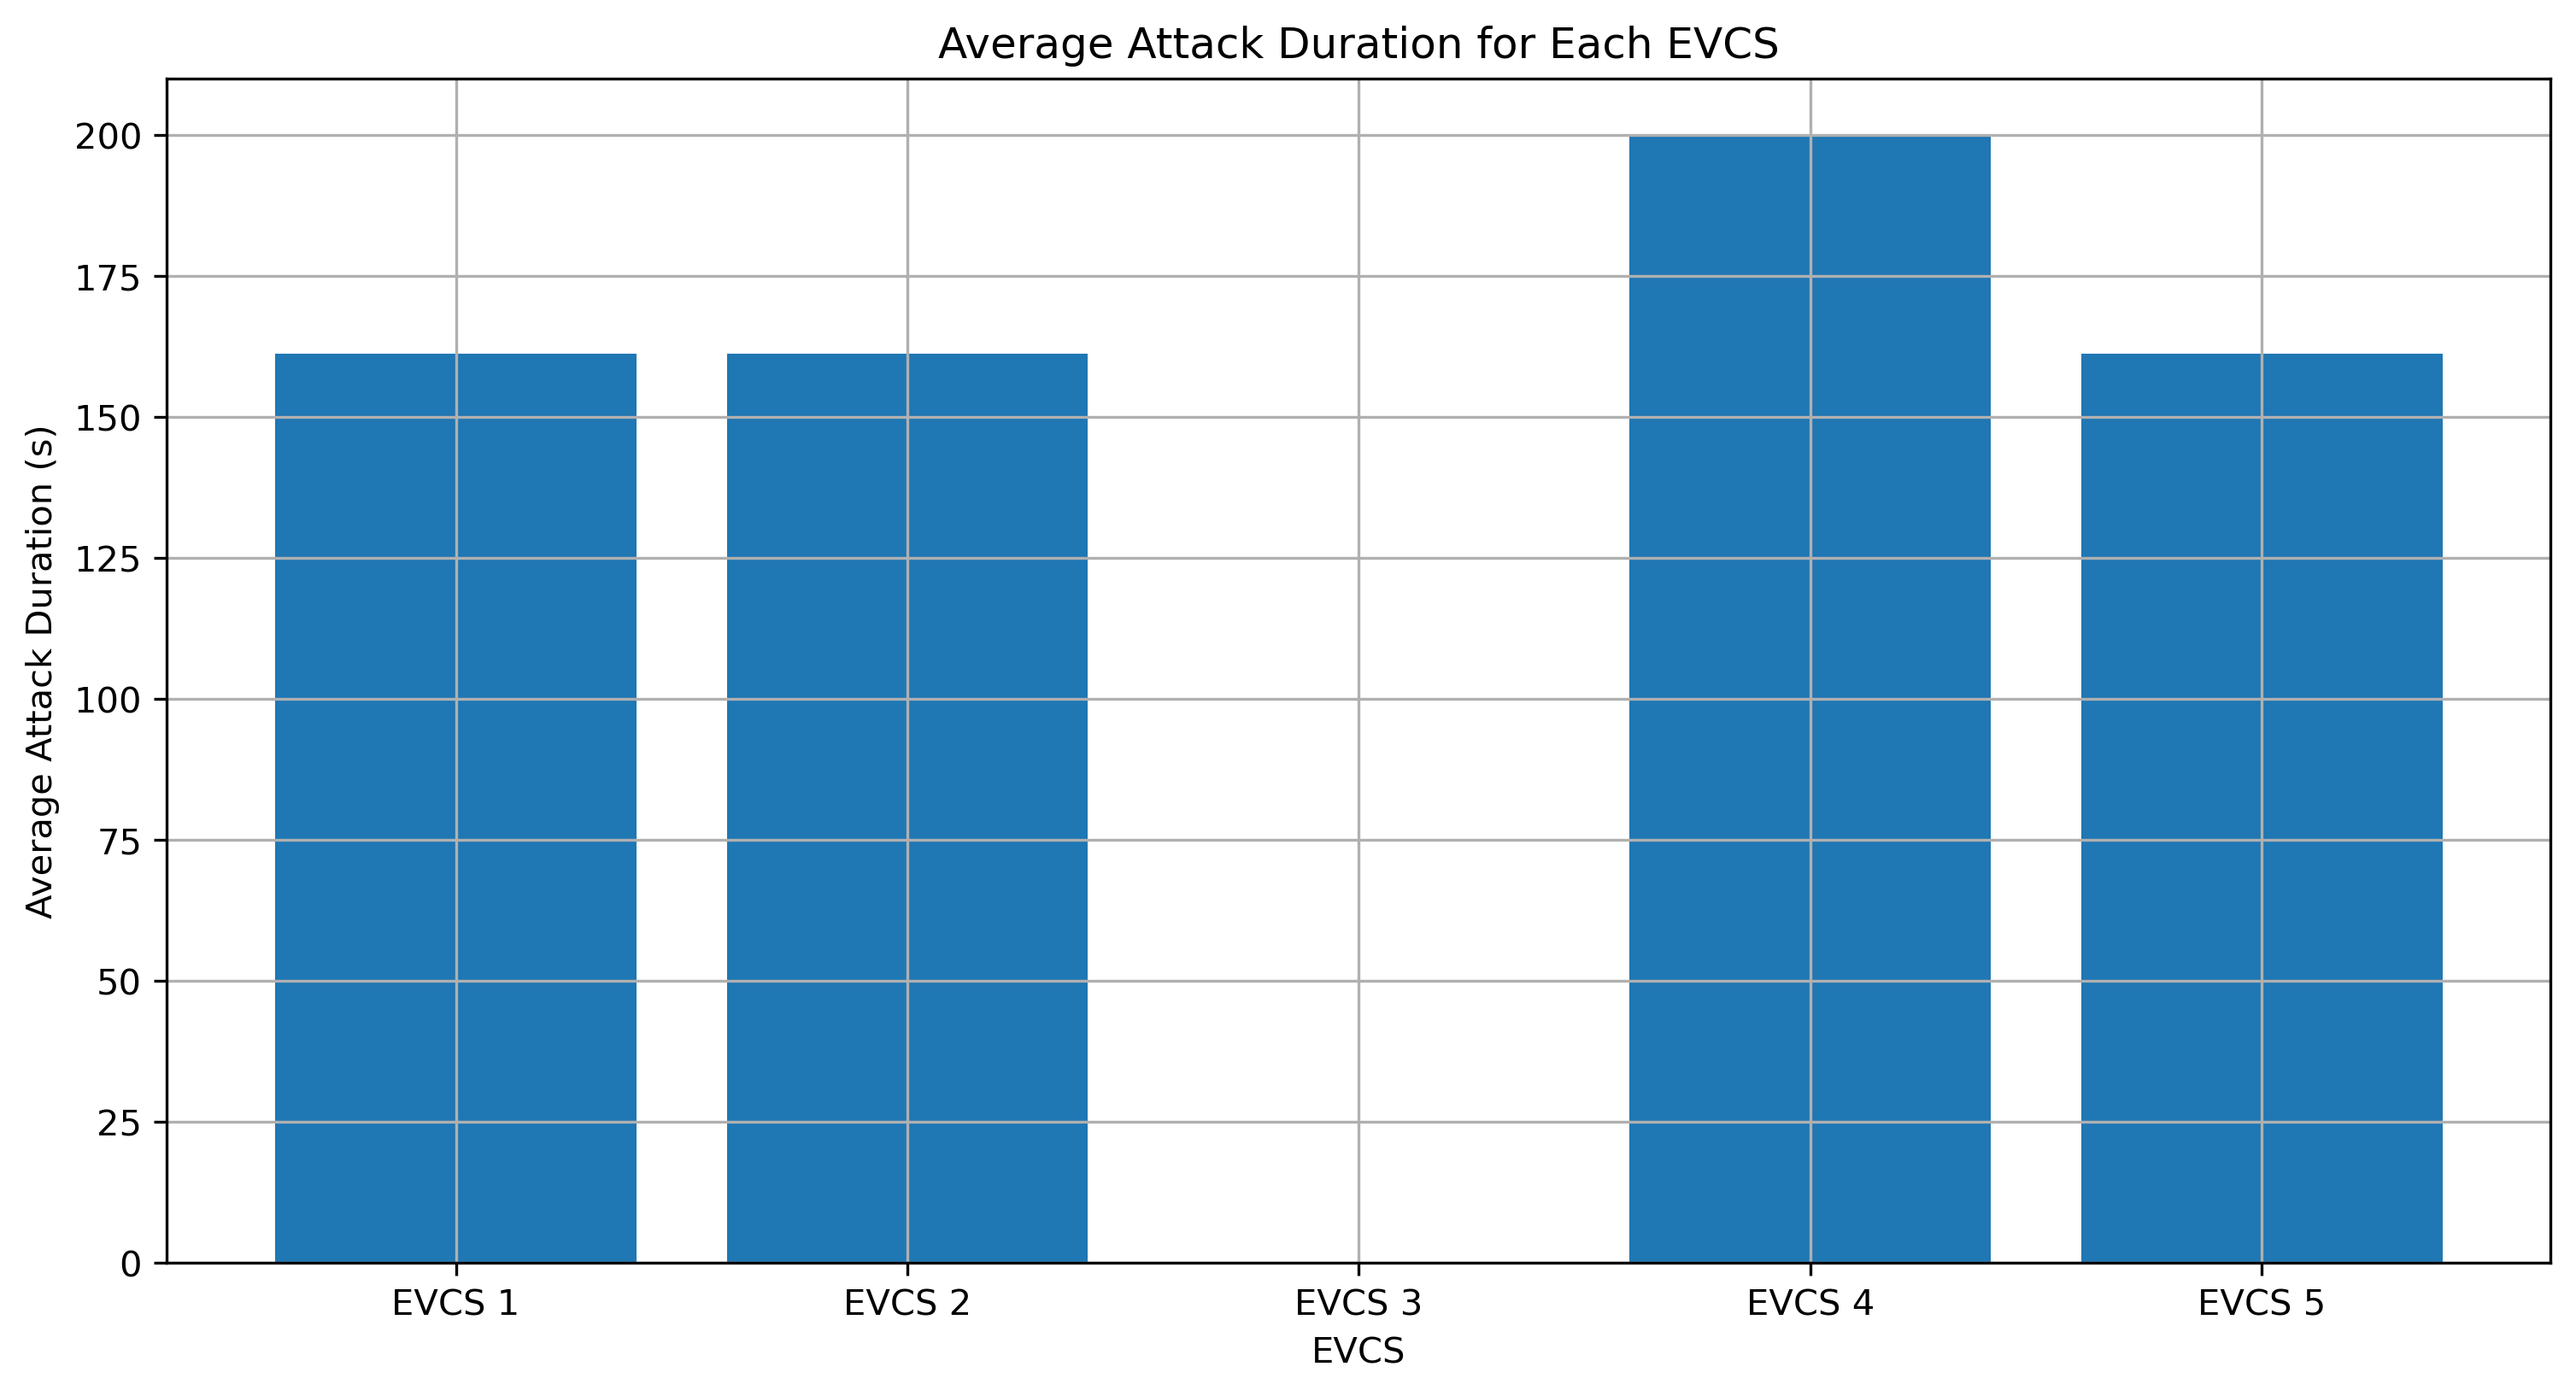 Average Attack Duration for Each EVCS
Average Attack Duration (s)
200
175
150
125
100
75
50
25
0
EVCS 1 EVCS 2 EVCS 3 EVCS 4 EVCS 5
EVCS